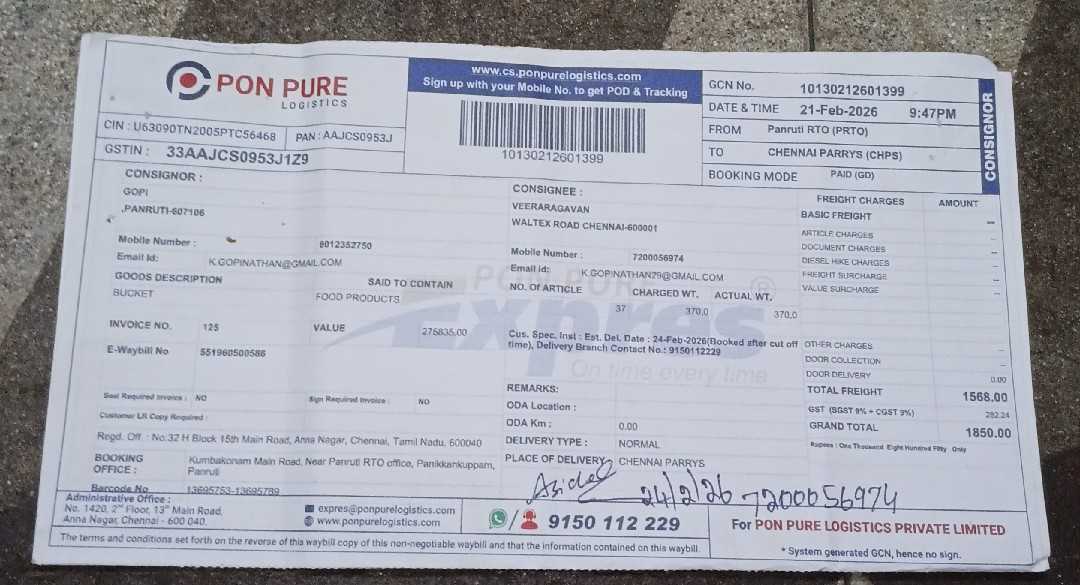 PON PURE
LOGISTICS
www.cs.ponpurelogistics.com
Sign up with your Mobile No. to get POD & Tracking
10130212601399
CIN : U63090TN2005PTC56468 PAN : AAJCS0953J
GSTIN : 33AAJCS0953J1Z9
GCN No. 10130212601399
DATE & TIME 21-Feb-2026 9:47PM
FROM Panruti RTO (PRTO)
TO CHENNAI PARRYS (CHPS)
BOOKING MODE PAID (GD)
CONSIGNOR
CONSIGNOR :
GOPI
,PANRUTI-607106
Mobile Number : 8012352750
Email Id: K.GOPINATHAN@GMAIL.COM
GOODS DESCRIPTION SAID TO CONTAIN
BUCKET FOOD PRODUCTS
INVOICE NO. 125 VALUE 276835.00
E-Waybill No 551960500586
Seal Required Invoice : NO Sign Required Invoice : NO
Customer LR Copy Required :
CONSIGNEE :
VEERARAGAVAN
WALTEX ROAD CHENNAI-600001
Mobile Number : 7200056974
Email Id: K.GOPINATHAN29@GMAIL.COM
NO. OF ARTICLE CHARGED WT. ACTUAL WT.
37 370.0 370.0
Cus. Spec. Inst : Est. Del. Date : 24-Feb-2026(Booked after cut off
time), Delivery Branch Contact No.: 9150112229
REMARKS:
ODA Location :
ODA Km : 0.00
DELIVERY TYPE : NORMAL
PLACE OF DELIVERY CHENNAI PARRYS
FREIGHT CHARGES AMOUNT
BASIC FREIGHT --
ARTICLE CHARGES --
DOCUMENT CHARGES --
DIESEL HIKE CHARGES --
FREIGHT SURCHARGE --
VALUE SURCHARGE --
OTHER CHARGES --
DOOR COLLECTION --
DOOR DELIVERY 0.00
TOTAL FREIGHT 1568.00
GST (SGST 9% + CGST 9%) 282.24
GRAND TOTAL 1850.00
Rupees : One Thousand Eight Hundred Fifty Only
PON PURE
Expres
On time every time
Regd. Off : No.32 H Block 15th Main Road, Anna Nagar, Chennai, Tamil Nadu, 600040
BOOKING OFFICE : Kumbakonam Main Road, Near Panruti RTO office, Panikkankuppam,
Panruti
Barcode No 13695753-13695789
24/2/26 7200056974
Administrative Office :
No. 1420, 2nd Floor, 13th Main Road,
Anna Nagar, Chennai - 600 040.
expres@ponpurelogistics.com
www.ponpurelogistics.com
9150 112 229
For PON PURE LOGISTICS PRIVATE LIMITED
* System generated GCN, hence no sign.
The terms and conditions set forth on the reverse of this waybill copy of this non-negotiable waybill and that the information contained on this waybill.